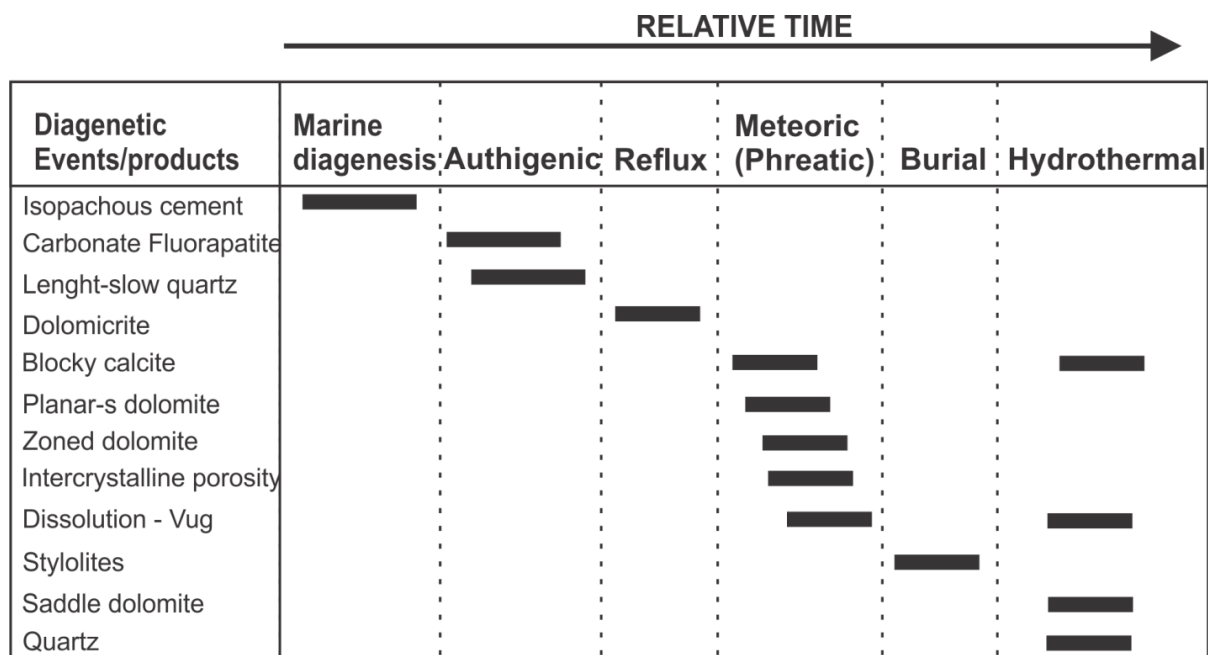 RELATIVE TIME
Diagenetic
Events/products
Marine
diagenesis
Authigenic
Reflux
Meteoric
(Phreatic)
Burial
Hydrothermal
Isopachous cement
Carbonate Fluorapatite
Lenght-slow quartz
Dolomicrite
Blocky calcite
Planar-s dolomite
Zoned dolomite
Intercrystalline porosity
Dissolution - Vug
Stylolites
Saddle dolomite
Quartz